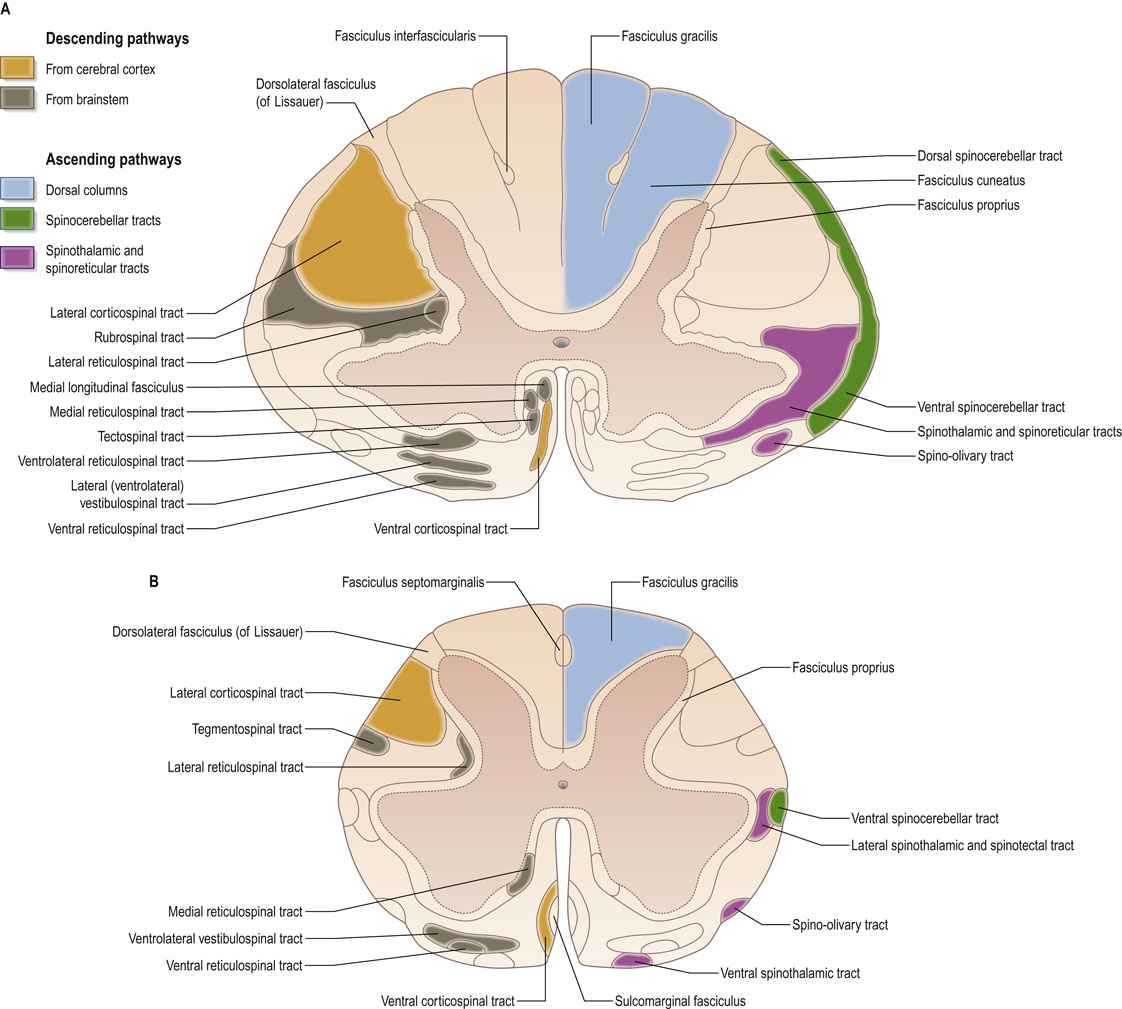 A
Descending pathways
From cerebral cortex
From brainstem
Ascending pathways
Dorsal columns
Spinocerebellar tracts
Spinothalamic and
spinoreticular tracts
Fasciculus interfascicularis
Fasciculus gracilis
Dorsolateral fasciculus
(of Lissauer)
Dorsal spinocerebellar tract
Fasciculus cuneatus
Fasciculus proprius
Lateral corticospinal tract
Rubrospinal tract
Lateral reticulospinal tract
Medial longitudinal fasciculus
Medial reticulospinal tract
Tectospinal tract
Ventrolateral reticulospinal tract
Lateral (ventrolateral)
vestibulospinal tract
Ventral reticulospinal tract
Ventral corticospinal tract
Ventral spinocerebellar tract
Spinothalamic and spinoreticular tracts
Spino-olivary tract
B
Fasciculus septomarginalis
Fasciculus gracilis
Dorsolateral fasciculus (of Lissauer)
Fasciculus proprius
Lateral corticospinal tract
Tegmentospinal tract
Lateral reticulospinal tract
Ventral spinocerebellar tract
Lateral spinothalamic and spinotectal tract
Medial reticulospinal tract
Spino-olivary tract
Ventrolateral vestibulospinal tract
Ventral reticulospinal tract
Ventral spinothalamic tract
Ventral corticospinal tract
Sulcomarginal fasciculus